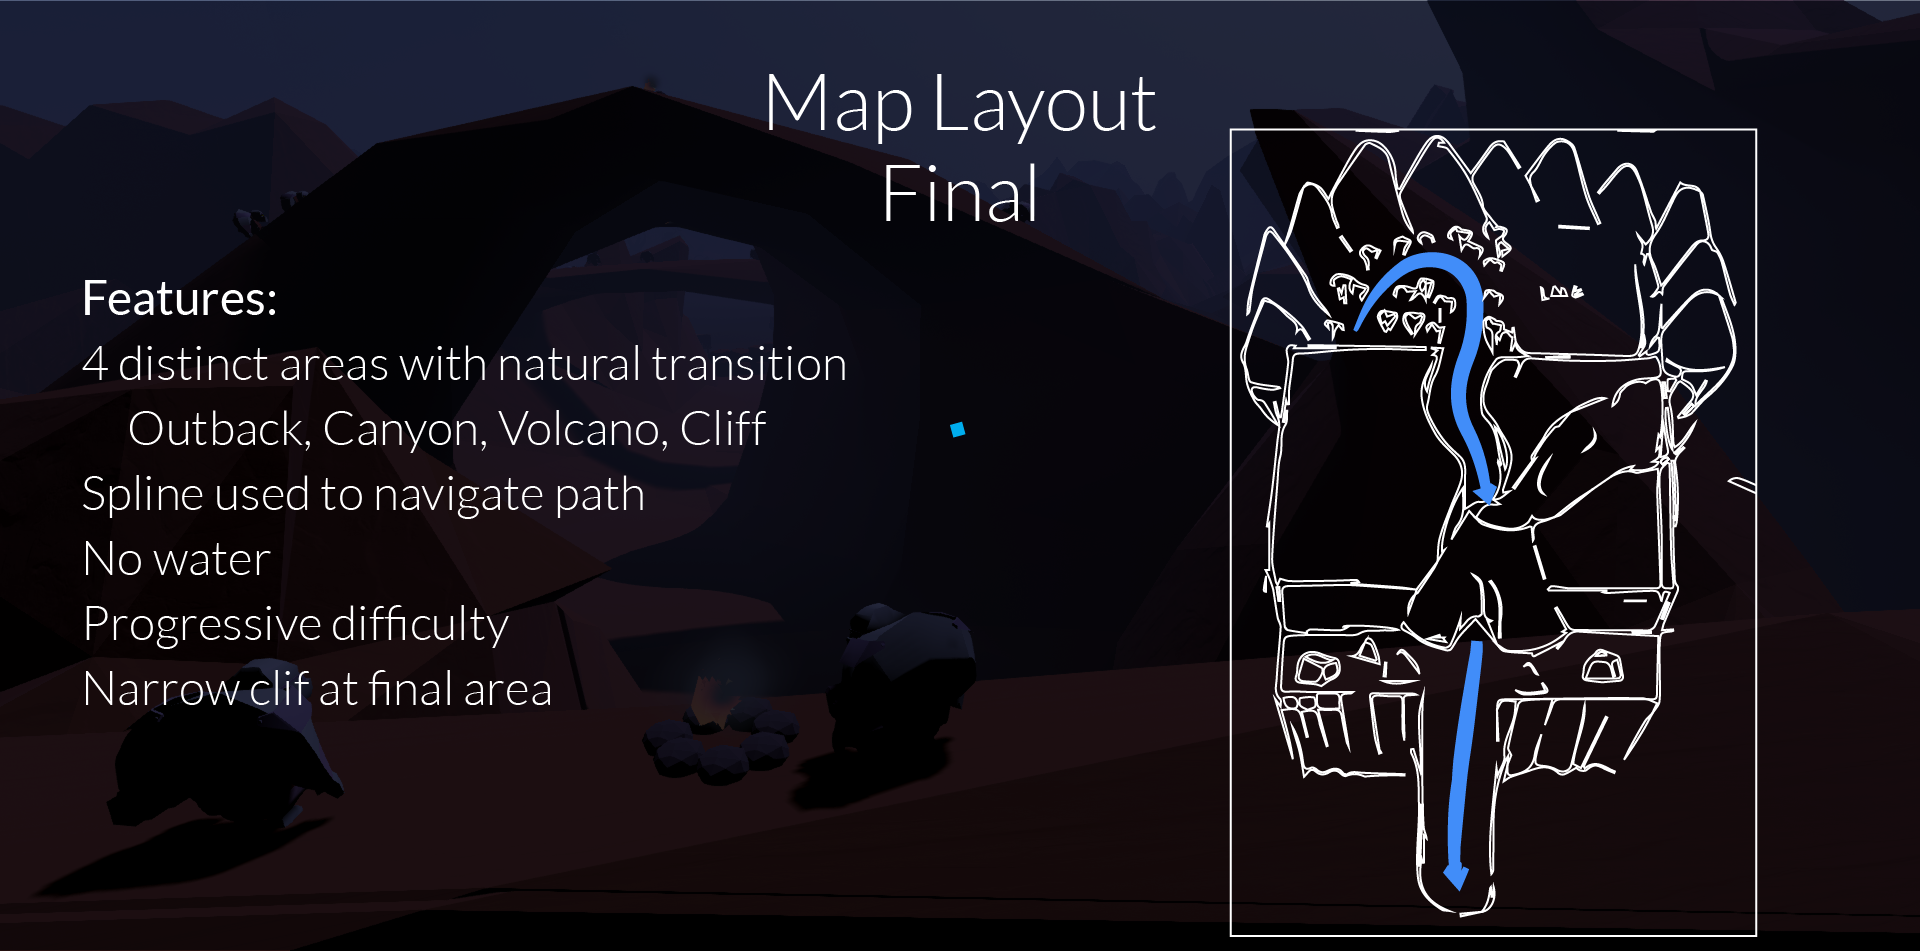 Map Layout
Final
Features:
4 distinct areas with natural transition
Outback, Canyon, Volcano, Cliff
Spline used to navigate path
No water
Progressive difficulty
Narrow clif at final area